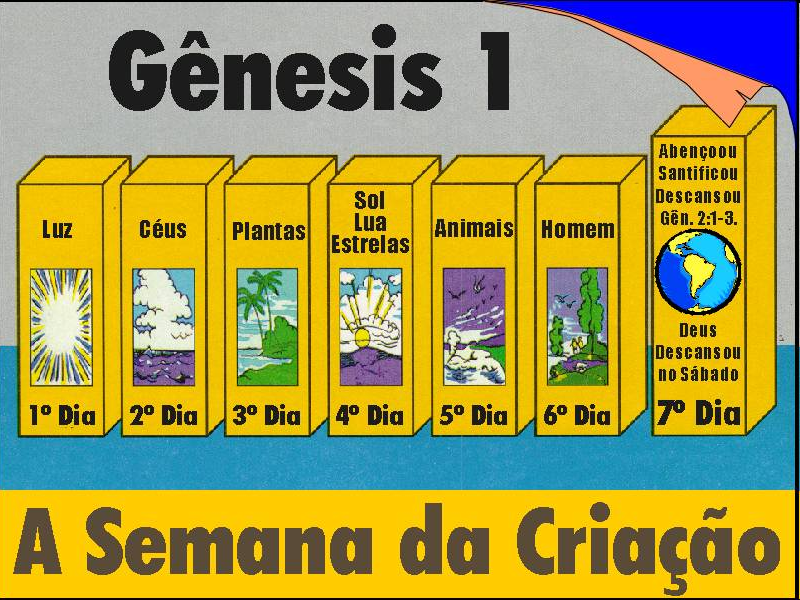 Gênesis 1
Luz
1º Dia
Céus
2º Dia
Plantas
3º Dia
Sol
Lua
Estrelas
4º Dia
Animais
5º Dia
Homem
6º Dia
Abençoou
Santificou
Descansou
Gên. 2:1-3.
Deus
Descansou
no Sábado
7º Dia
A Semana da Criação